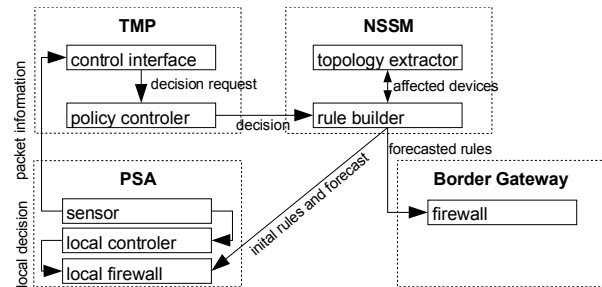 TMP
NSSM
control interface
topology extractor
decision request
affected devices
policy controler
rule builder
decision
packet information
forecasted rules
PSA
Border Gateway
inital rules and forecast
sensor
firewall
local decision
local controler
local firewall